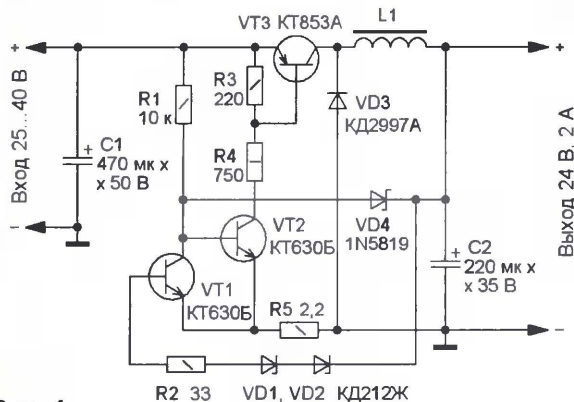 VT3 КТ853А
L1
+
+
Вход 25...40 В
R1
10 к
R3
220
VD3
КД2997А
+ C1
470 мк х
х 50 В
R4
750
VD4
1N5819
Выход 24 В, 2 А
-
VT2
КТ630Б
+ C2
220 мк х
х 35 В
VT1
КТ630Б
R5 2,2
-
R2 33
VD1, VD2 КД212Ж